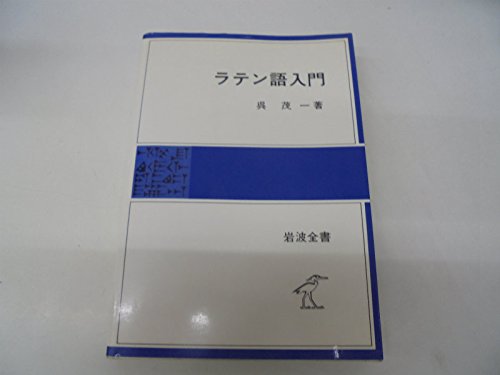 ラテン語入門
呉 茂 一 著
岩波全書